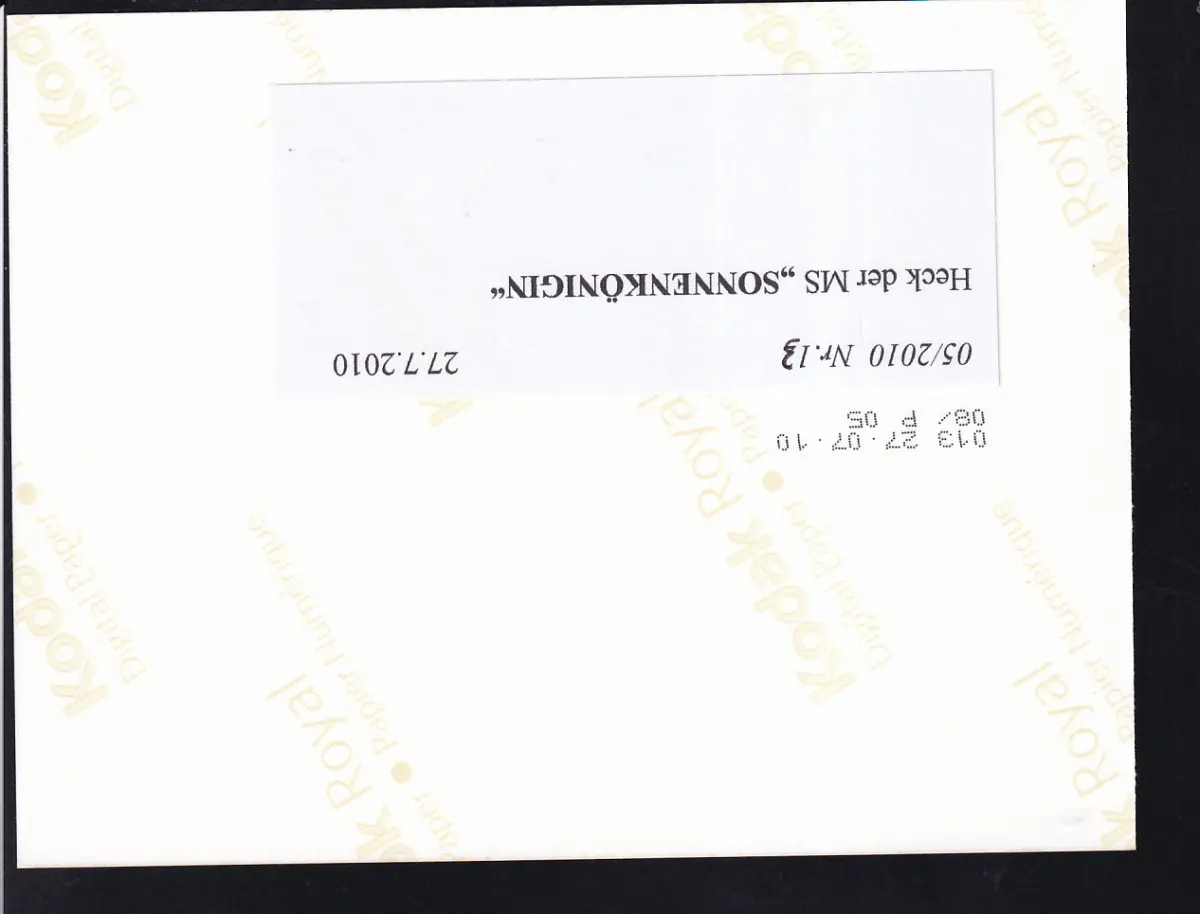 013 27.07.10
08/ P 05
05/2010 Nr.13 27.7.2010
Heck der MS „SONNENKÖNIGIN“
Kodak Royal
Digital Paper • Papier Numérique